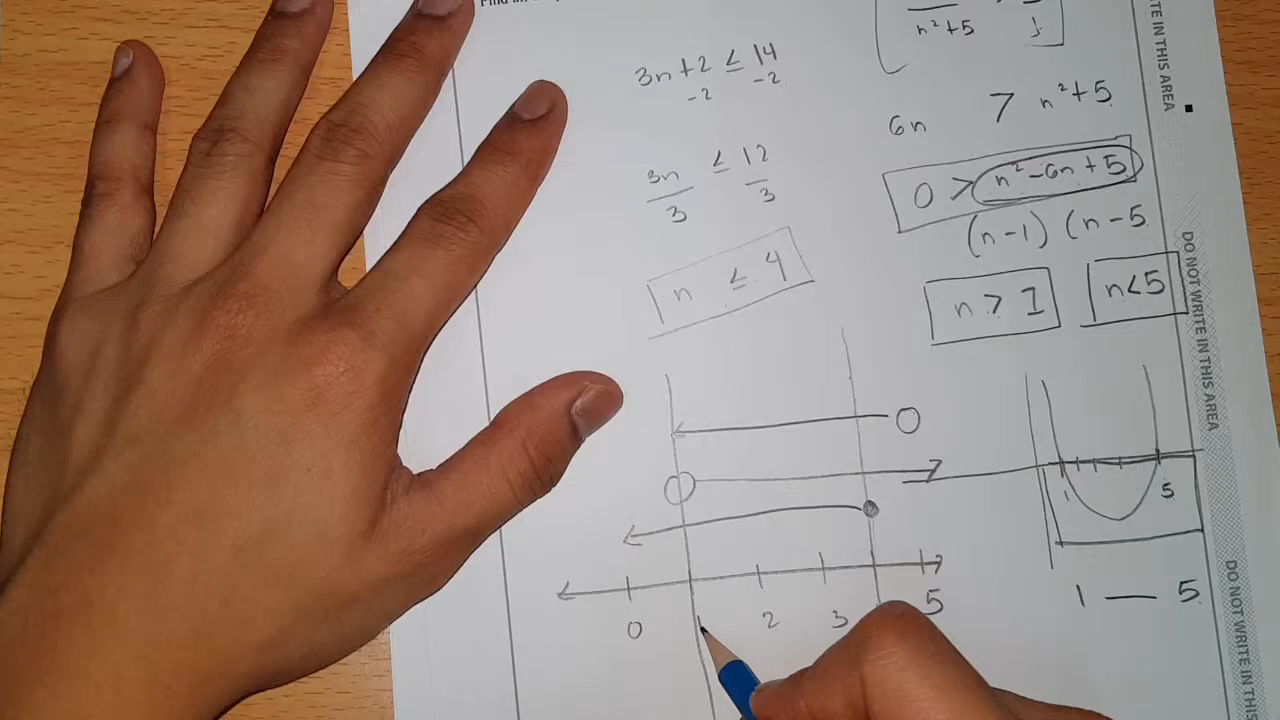 3n + 2 ≤ 14
-2 -2
3n ≤ 12
3 3
n ≤ 4
n² + 5
6n > n² + 5
0 > n² - 6n + 5
(n - 1) (n - 5
n > 1 n < 5
5
1 — 5
0 2 3 5
DO NOT WRITE IN THIS AREA
DO NOT WRITE IN THIS